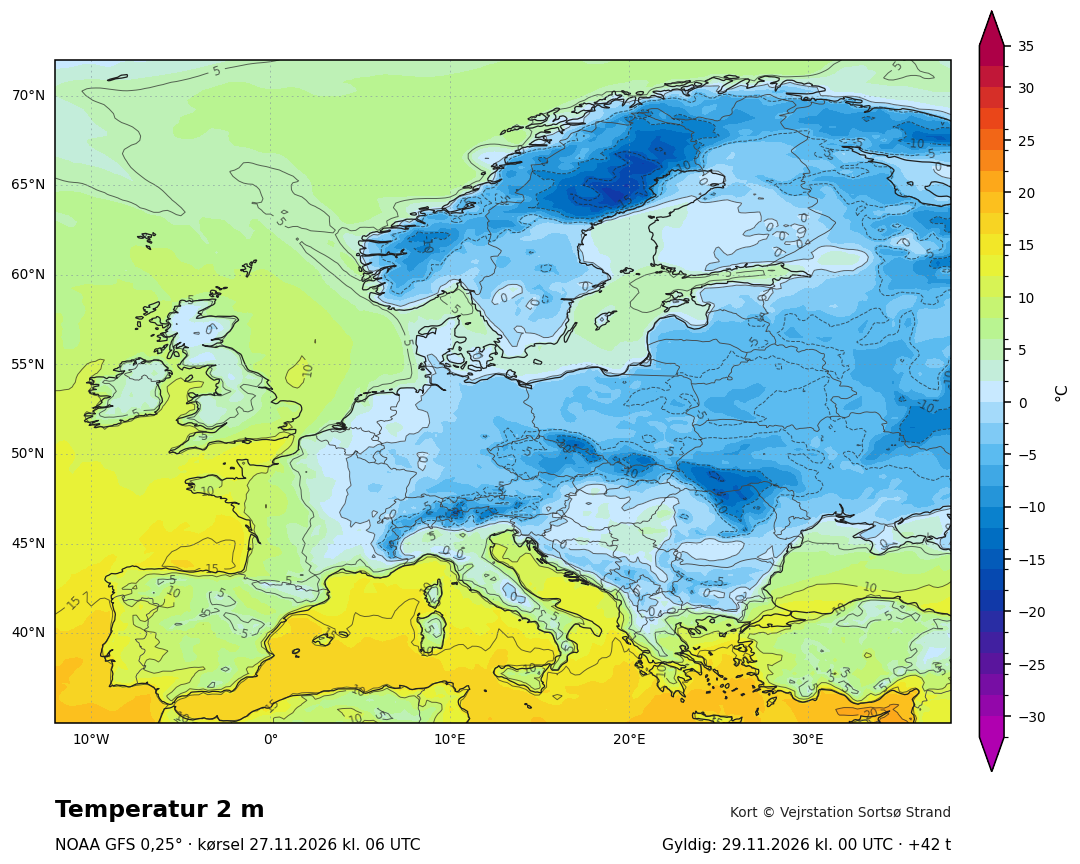 70°N
65°N
60°N
55°N
50°N
45°N
40°N
10°W 0° 10°E 20°E 30°E
35
30
25
20
15
10
5
0
−5
−10
−15
−20
−25
−30
°C
Temperatur 2 m
Kort © Vejrstation Sortsø Strand
NOAA GFS 0,25° · kørsel 27.11.2026 kl. 06 UTC
Gyldig: 29.11.2026 kl. 00 UTC · +42 t